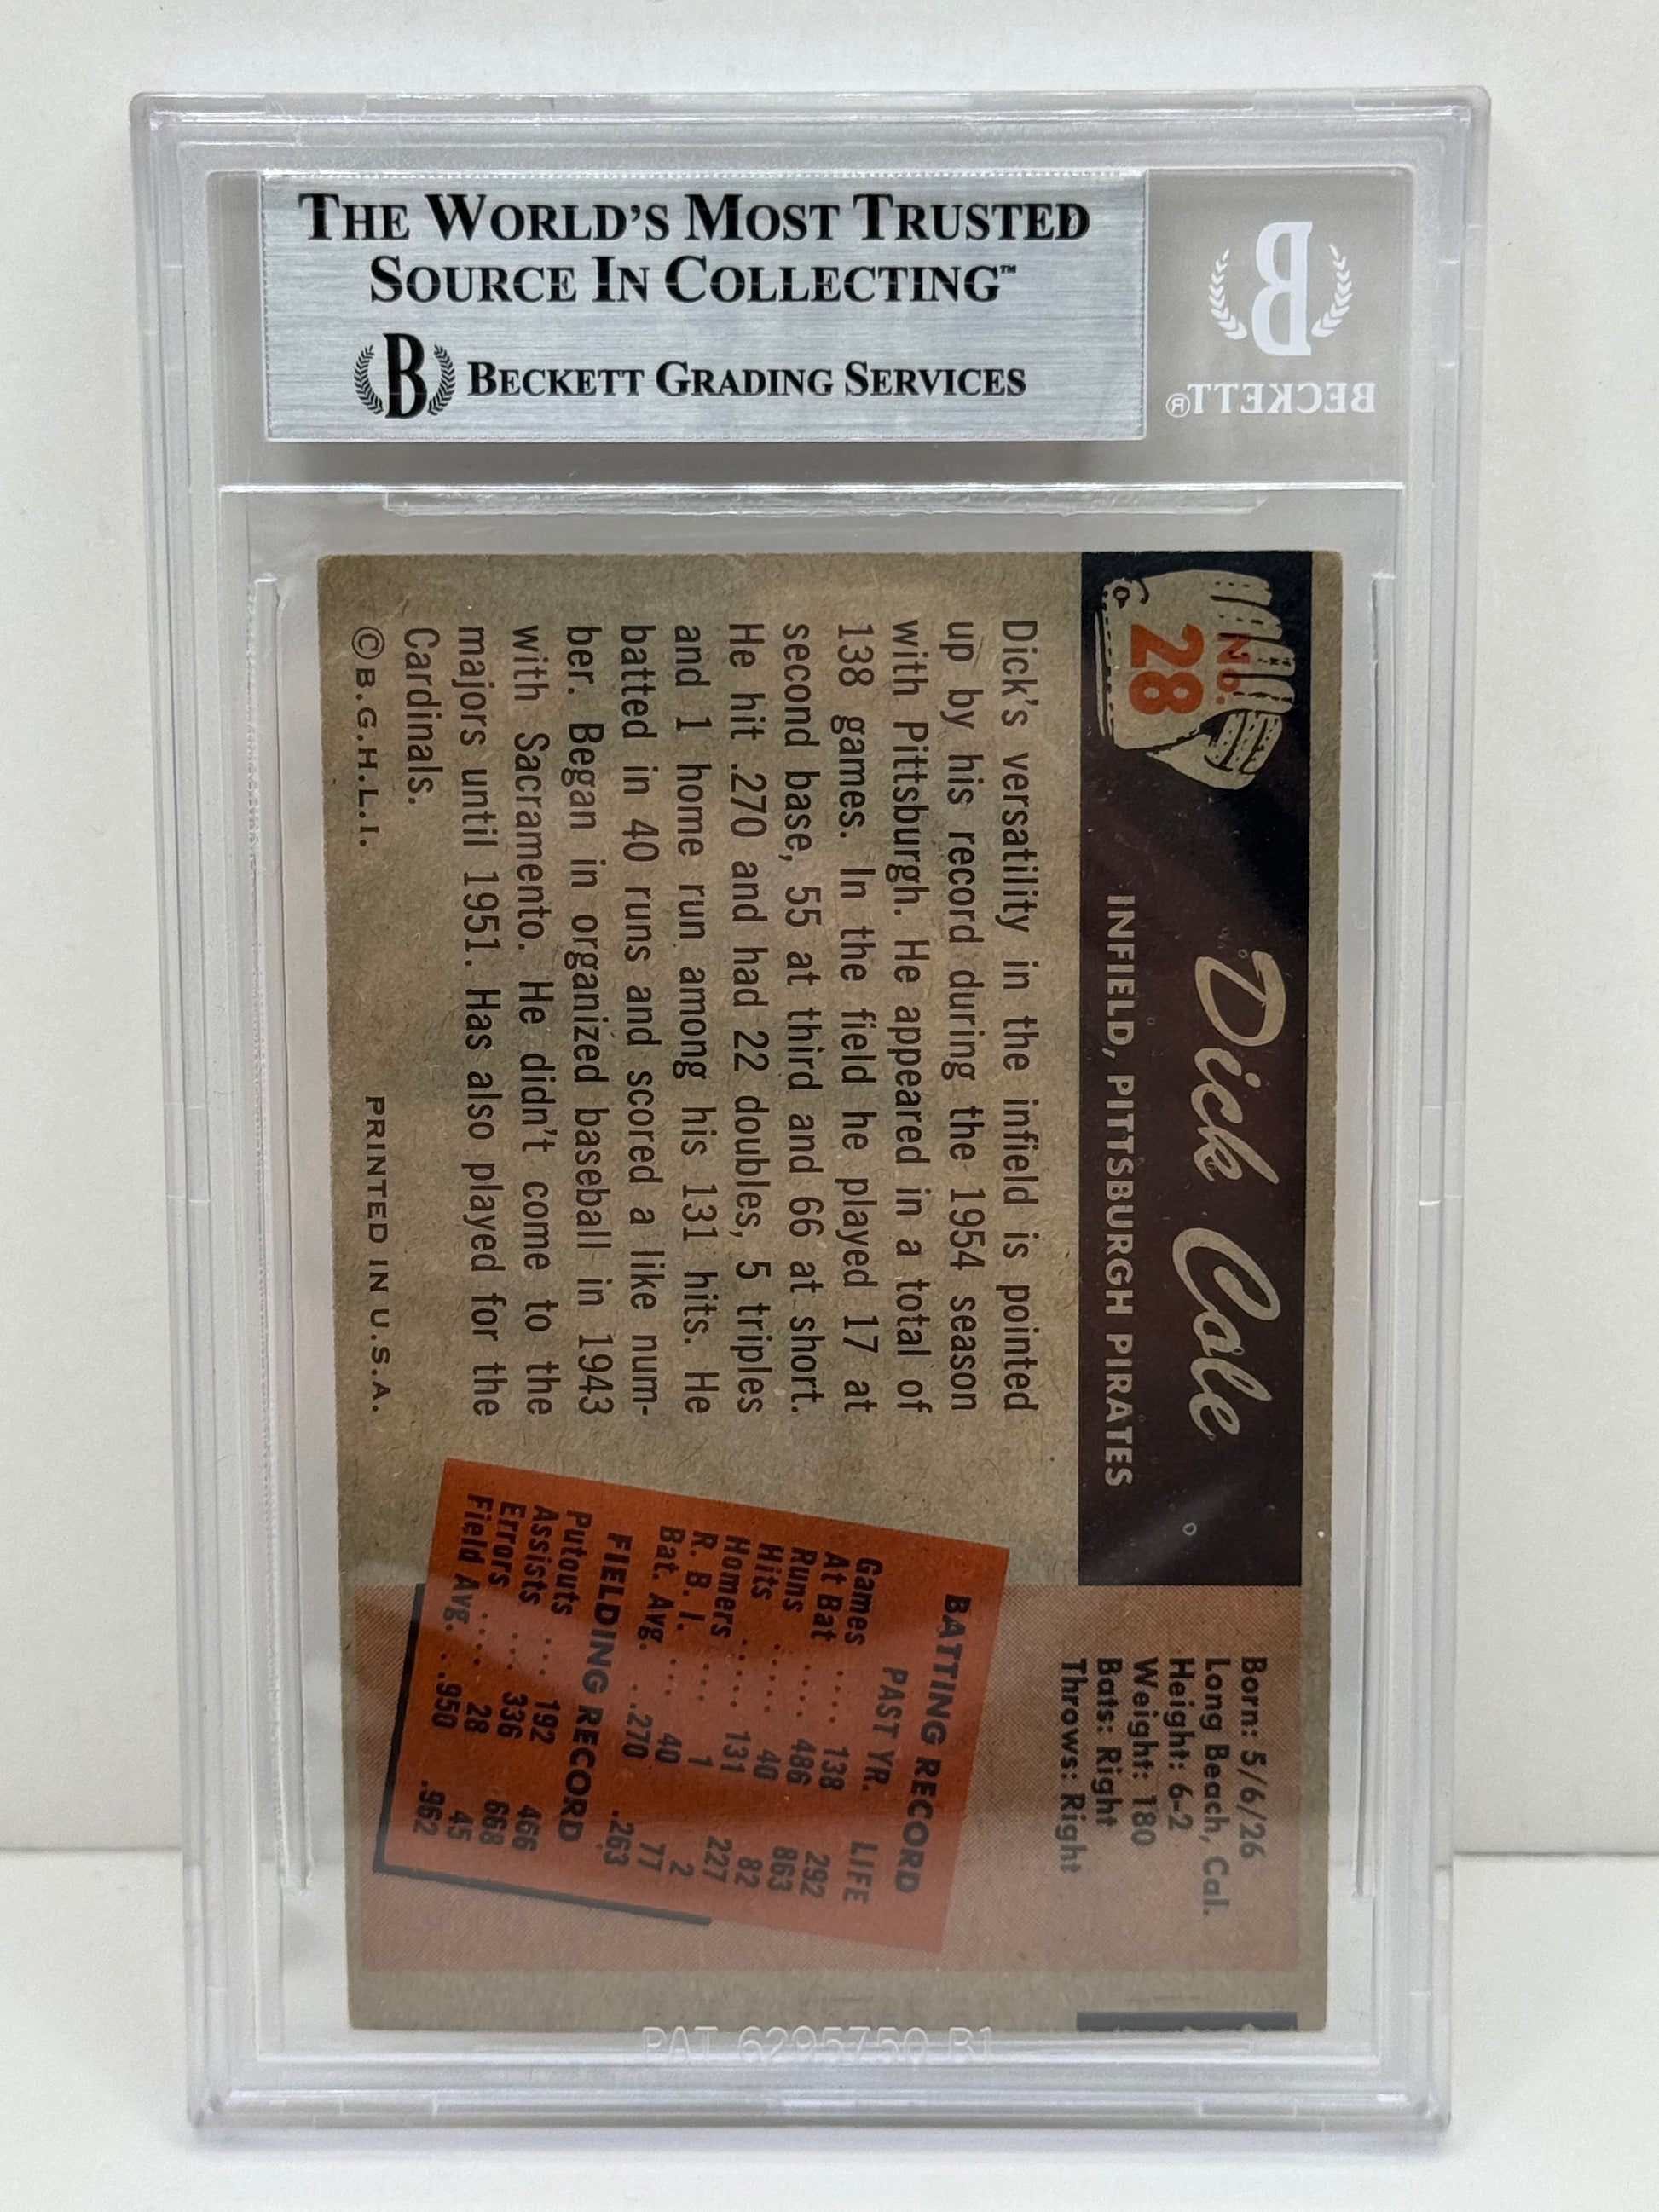 THE WORLD'S MOST TRUSTED
SOURCE IN COLLECTING™
B BECKETT GRADING SERVICES
B
BECKETT®
No.
28
Dick Cole
INFIELD, PITTSBURGH PIRATES
Dick's versatility in the infield is pointed
up by his record during the 1954 season
with Pittsburgh. He appeared in a total of
138 games. In the field he played 17 at
second base, 55 at third and 66 at short.
He hit .270 and had 22 doubles, 5 triples
and 1 home run among his 131 hits. He
batted in 40 runs and scored a like num-
ber. Began in organized baseball in 1943
with Sacramento. He didn't come to the
majors until 1951. Has also played for the
Cardinals.
© B.G.H.L.I. PRINTED IN U.S.A.
Born: 5/6/26
Long Beach, Cal.
Height: 6-2
Weight: 180
Bats: Right
Throws: Right
BATTING RECORD
PAST YR. LIFE
Games .... 138 292
At Bat .... 486 863
Runs ..... 40 82
Hits ..... 131 227
Homers .... 1 2
R. B. I. .... 40 77
Bat. Avg. ...270 .263
FIELDING RECORD
Putouts ... 192 466
Assists ... 336 668
Errors ..... 28 45
Field Avg. ..950 .962
PAT 6295750 B1